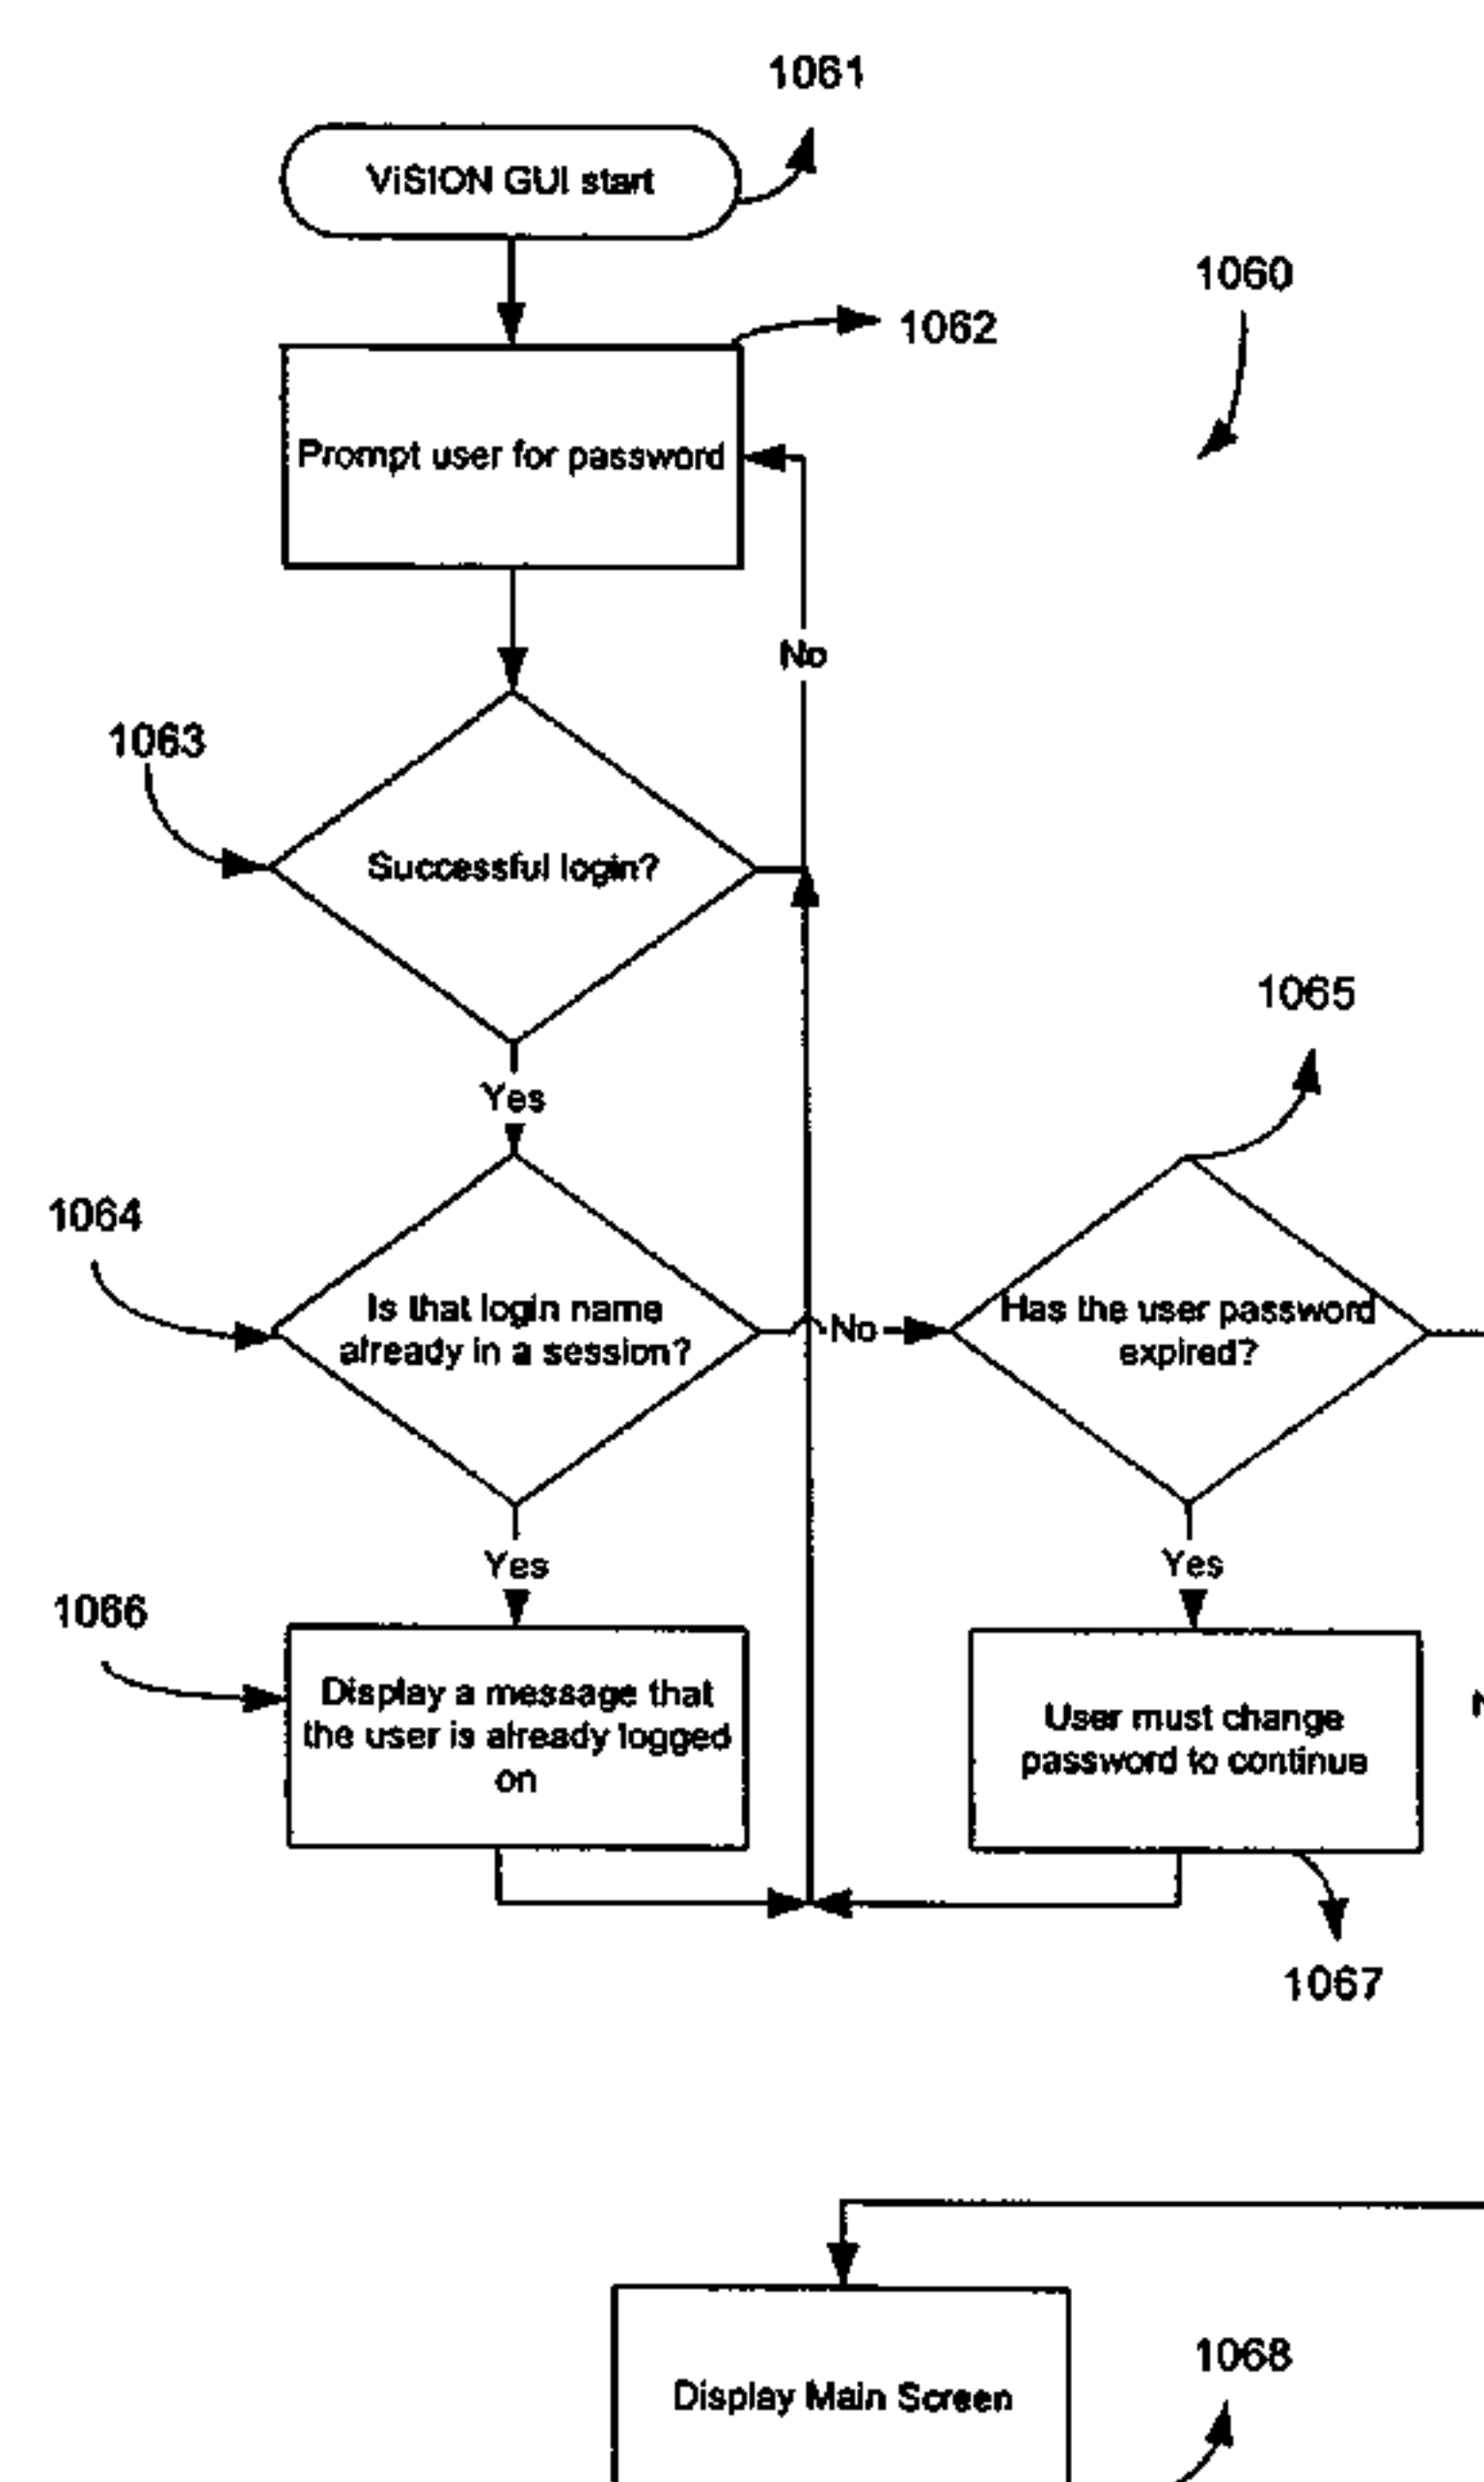 1061
ViSION GUI start
1060
1062
Prompt user for password
No
1063
Successful login?
1065
Yes
1064
Is that login name
already in a session?
No
Has the user password
expired?
Yes
Yes
1066
Display a message that
the user is already logged
on
User must change
password to continue
1067
Display Main Screen
1068